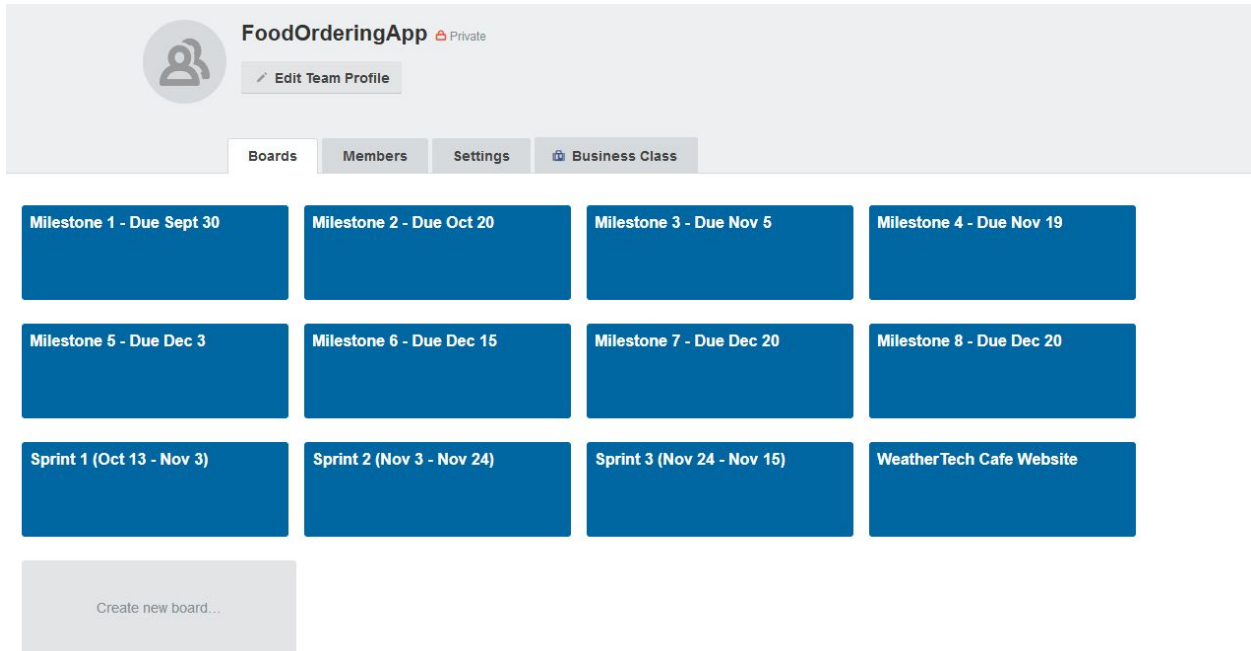 FoodOrderingApp Private
Edit Team Profile
Boards Members Settings Business Class
Milestone 1 - Due Sept 30 Milestone 2 - Due Oct 20 Milestone 3 - Due Nov 5 Milestone 4 - Due Nov 19
Milestone 5 - Due Dec 3 Milestone 6 - Due Dec 15 Milestone 7 - Due Dec 20 Milestone 8 - Due Dec 20
Sprint 1 (Oct 13 - Nov 3) Sprint 2 (Nov 3 - Nov 24) Sprint 3 (Nov 24 - Nov 15) WeatherTech Cafe Website
Create new board...